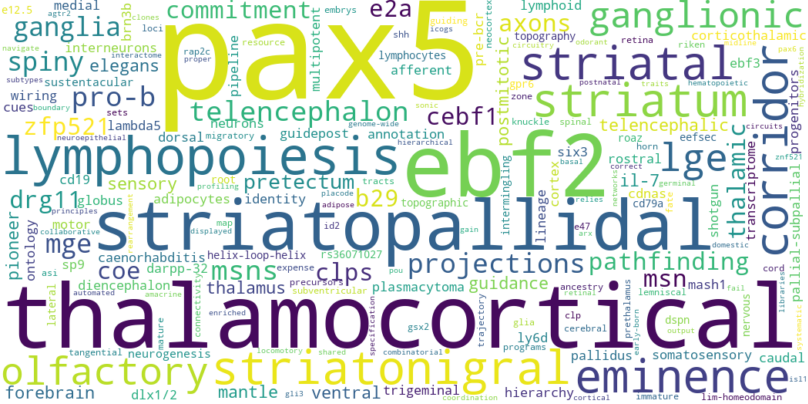 e12.5 medial embrys commitment e2a lymphoid ganglionic
agtr2 clones shh guiding icogs topography retina corticothalamic
ganglia brn3b loci pax5 neocortex axons circuitry odorant midline
navigate interneurons rap2c lymphocytes pre-bcr riken pax6
spiny elegans pipeline multipotent proper resource afferent gpr6 striatal ebf3 traits
interactome postnatal hematopoietic
subtypes sustentacular sonic zone
wiring pro-b telencephalon cebf1 postmitotic striatum progenitors
cues boundary sets genome-wide
zfp521 lambda5 neurons hierarchical knuckle spinal telencephalic circuits
neuroepithelial migratory dorsal guidepost annotation roaz eefsec horn correct
lymphopoiesis ebf2 six3 basal rostral lge thalamic corridor
cd19 root pretectum intermingling cortex il-7 znf521
drg11 sensory profiling placode tracts lineage cdnas cd79a shotgun transcriptome
globus adipocytes identity b29 topographic relies networks germinal fate
principles rearrangement map adipose id2 e47 gain arx domestic
motor collaborative displayed
pioneer ontology striatopallidal pallial-subpallial
mge caenorhabditis helix-loop-helix rs36071027 pou cord
sp9 coe darpp-32 msns expense precursors clps projections pathfinding
asi diencephalon thalamus subventricular plasmacytoma guidance msn mash1 fail libraries
lateral automated amacrine connectivity specification ancestry retinal lemniscal nervous
thalamocortical
mature enriched gsx2 trajectory clp cerebral prethalamus early-born dspn output
tangential neurogenesis locomotory shared combinatorial glia programs ly6d pallidus somatosensory caudal
olfactory striatonigral eminence isl1
forebrain dlx1/2 mantle gli3 ventral trigeminal coordination hierarchy cortical immature lim-homeodomain